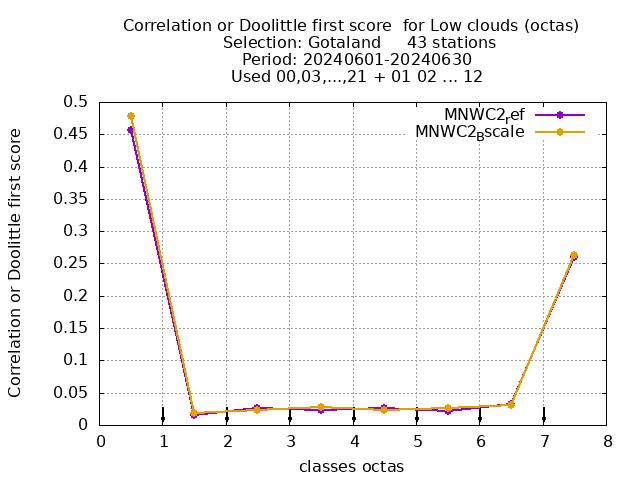 Correlation or Doolittle first score  for Low clouds (octas)
Selection: Gotaland     43 stations
Period: 20240601-20240630
Used 00,03,...,21 + 01 02 ... 12
MNWC2ref
MNWC2Bscale
Correlation or Doolittle first score
0.5
0.45
0.4
0.35
0.3
0.25
0.2
0.15
0.1
0.05
0
0 1 2 3 4 5 6 7 8
classes octas